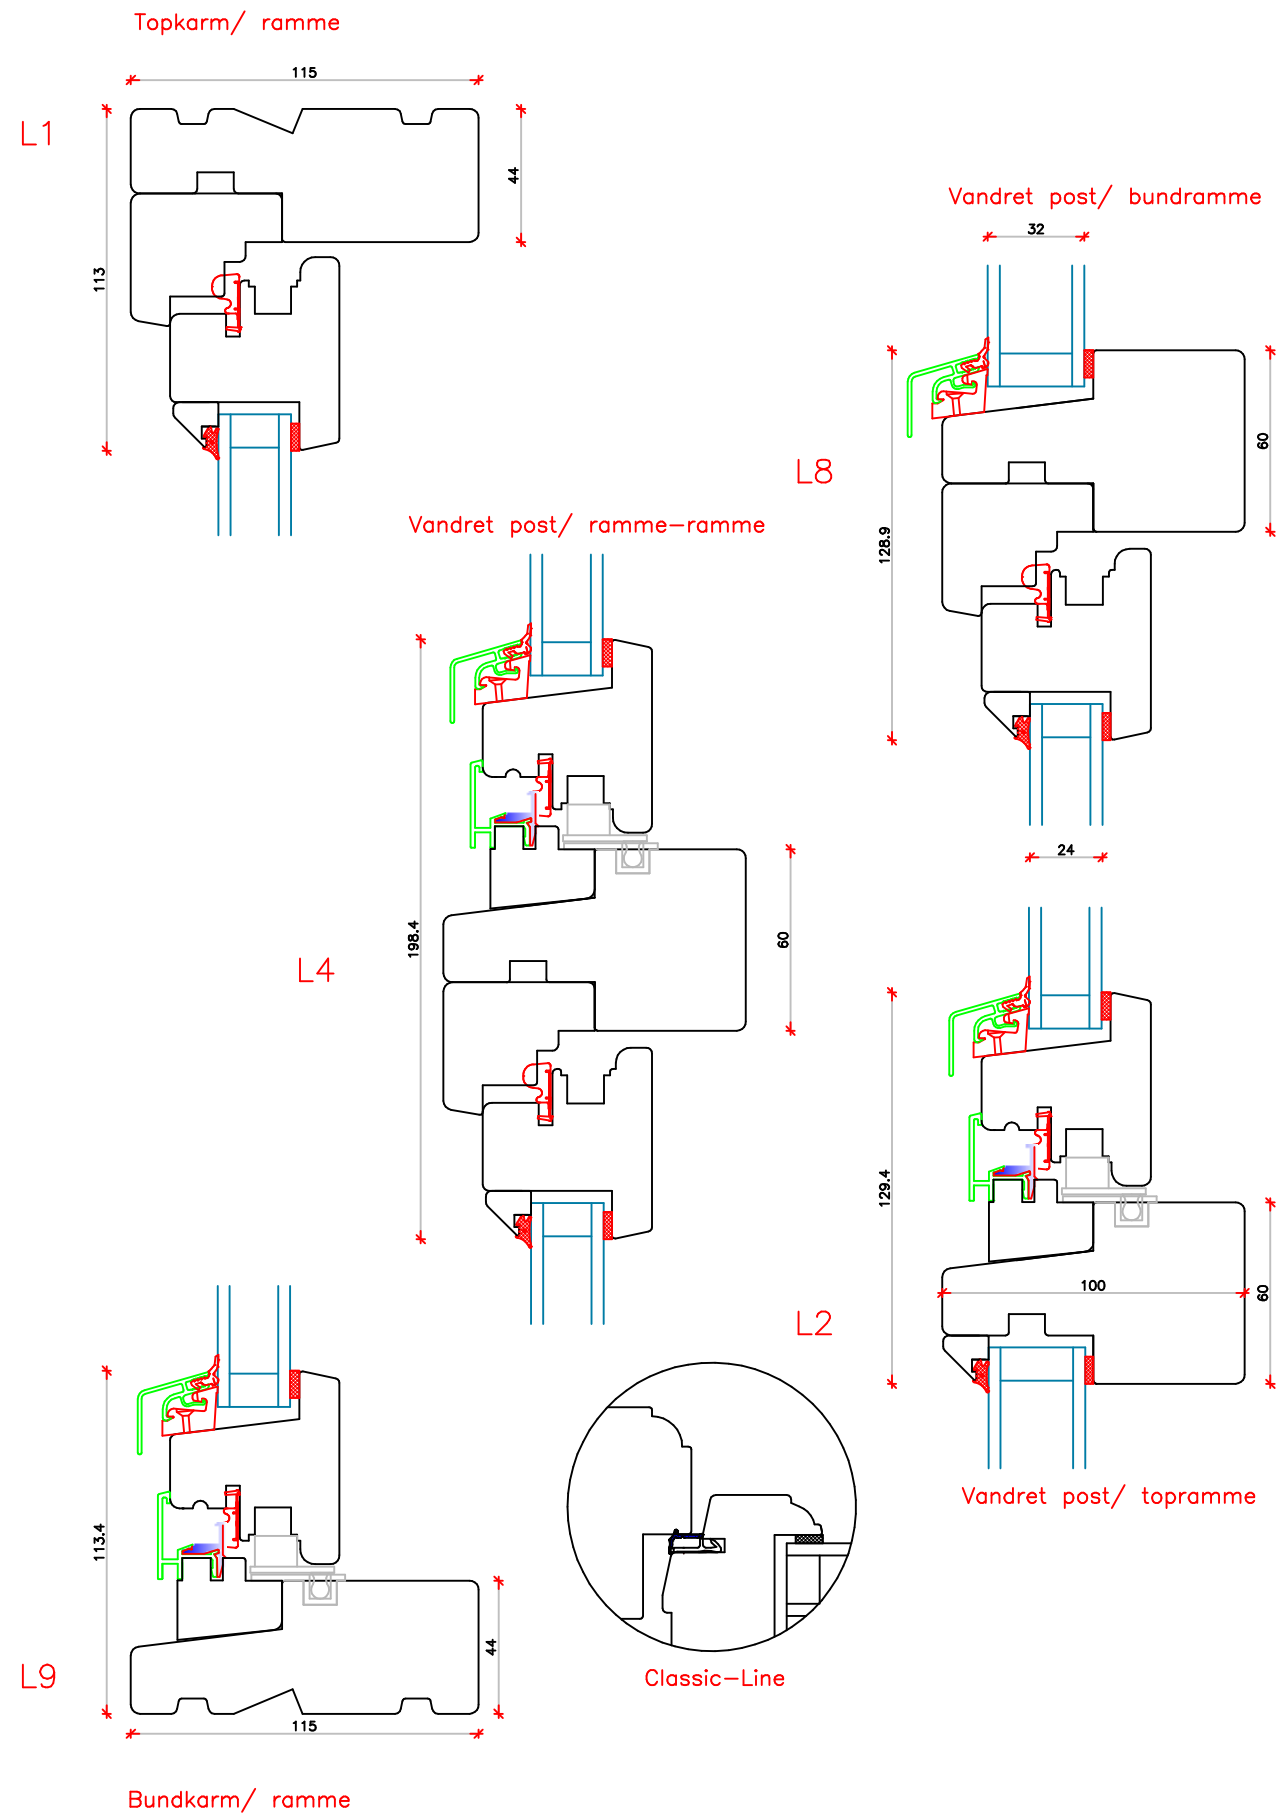 Topkarm/ ramme
115
L1
44
113
Vandret post/ bundramme
32
L8
60
128.9
24
Vandret post/ ramme-ramme
L4
198.4
60
129.4
100
60
L2
Vandret post/ topramme
Classic-Line
113.4
44
L9
115
Bundkarm/ ramme